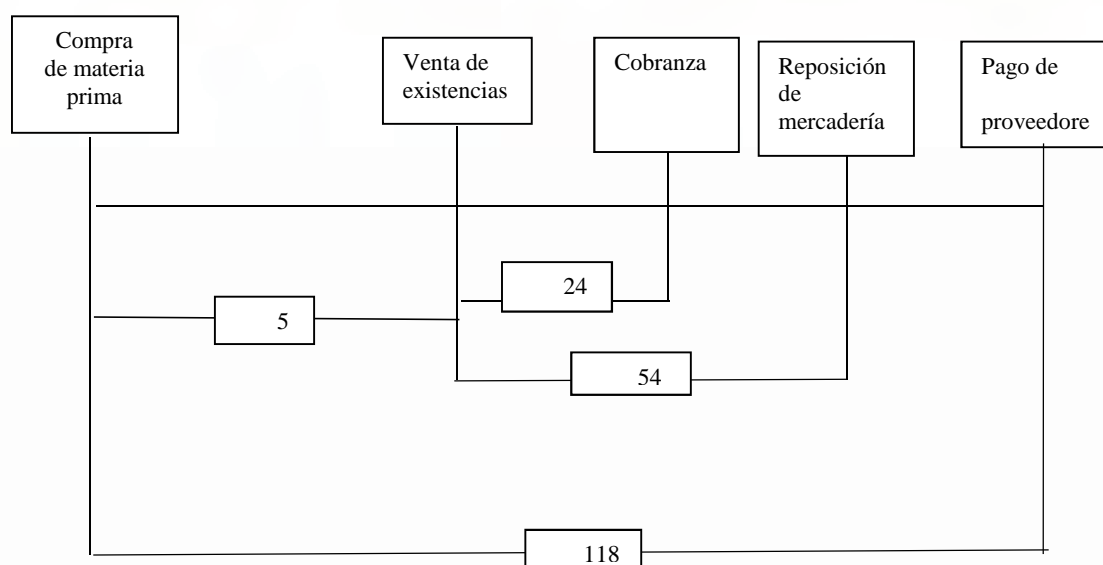 Compra
de materia
prima
Venta de
existencias
Cobranza
Reposición
de
mercadería
Pago de
proveedore
24
5
54
118